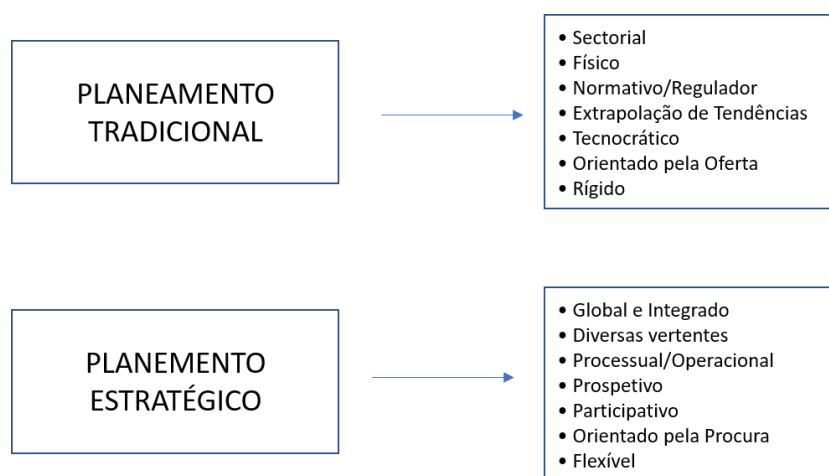 PLANEAMENTO
TRADICIONAL
• Sectorial
• Físico
• Normativo/Regulador
• Extrapolação de Tendências
• Tecnocrático
• Orientado pela Oferta
• Rígido
PLANEMENTO
ESTRATÉGICO
• Global e Integrado
• Diversas vertentes
• Processual/Operacional
• Prospetivo
• Participativo
• Orientado pela Procura
• Flexível